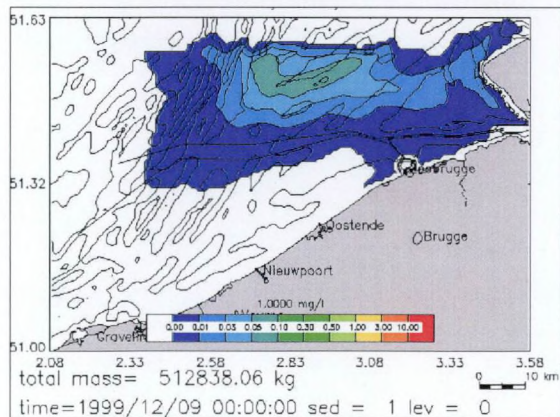 51.63
51.32
51.00
Oostende
Brugge
Nieuwpoort
1.0000 mg/l
0.00 0.01 0.03 0.05 0.10 0.30 0.50 1.00 3.00 10.00
2.08 2.33 2.58 2.83 3.08 3.33 3.58
0 10 km
total mass= 512838.06 kg
time=1999/12/09 00:00:00 sed = 1 lev = 0